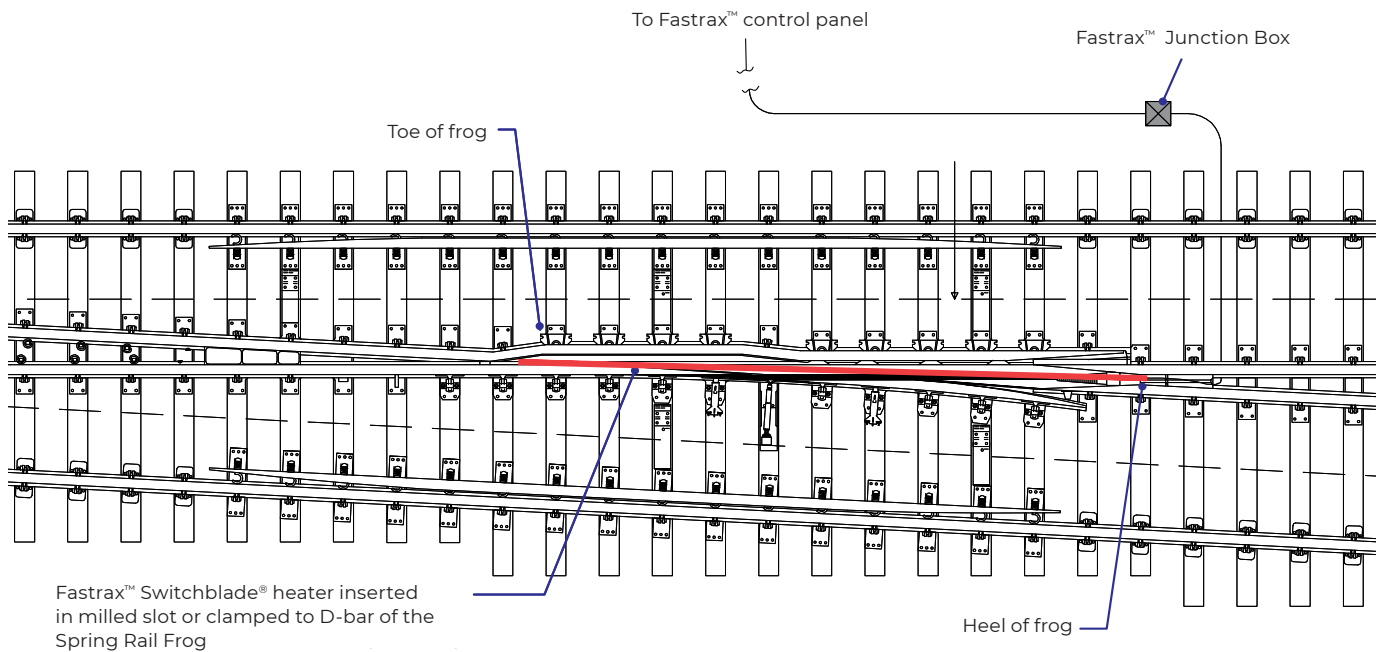 To Fastrax™ control panel
Fastrax™ Junction Box
Toe of frog
Fastrax™ Switchblade® heater inserted
in milled slot or clamped to D-bar of the
Spring Rail Frog
Heel of frog